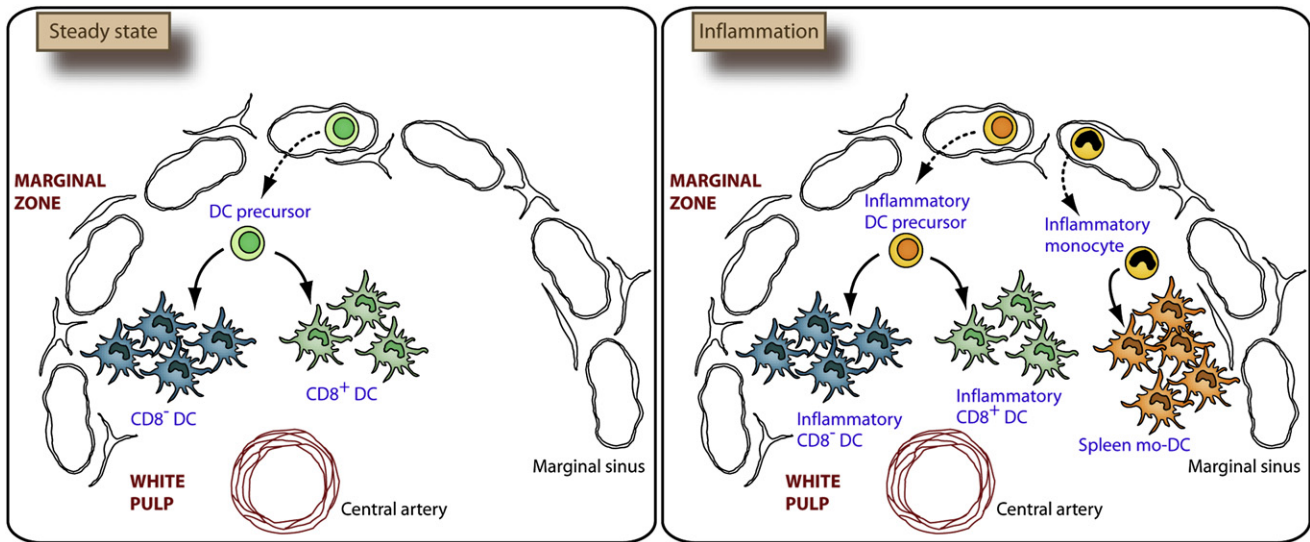 Steady state
MARGINAL
ZONE
DC precursor
CD8⁻ DC
CD8⁺ DC
Marginal sinus
WHITE
PULP
Central artery
Inflammation
MARGINAL
ZONE
Inflammatory
DC precursor
Inflammatory
monocyte
Inflammatory
CD8⁻ DC
Inflammatory
CD8⁺ DC
Spleen mo-DC
Marginal sinus
WHITE
PULP
Central artery